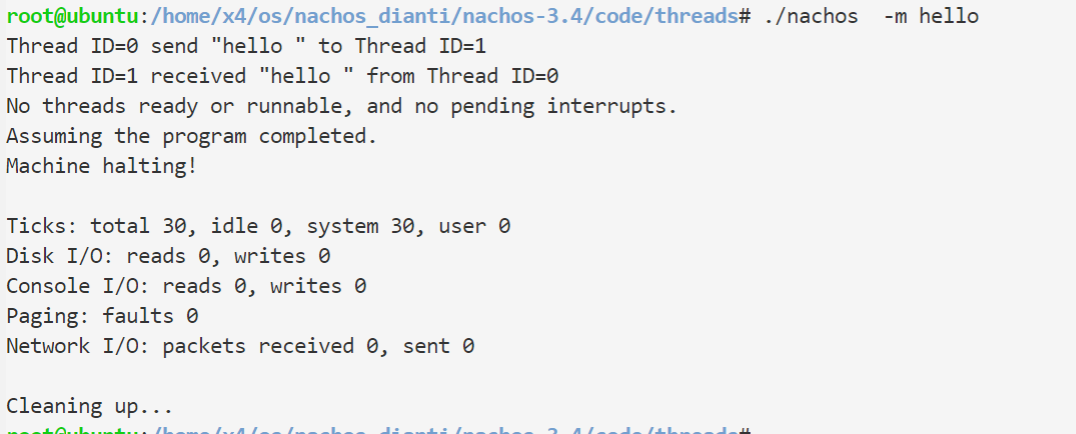 root@ubuntu:/home/x4/os/nachos_dianti/nachos-3.4/code/threads# ./nachos  -m hello
Thread ID=0 send "hello " to Thread ID=1
Thread ID=1 received "hello " from Thread ID=0
No threads ready or runnable, and no pending interrupts.
Assuming the program completed.
Machine halting!

Ticks: total 30, idle 0, system 30, user 0
Disk I/O: reads 0, writes 0
Console I/O: reads 0, writes 0
Paging: faults 0
Network I/O: packets received 0, sent 0

Cleaning up...
root@ubuntu:/home/x4/os/nachos_dianti/nachos-3.4/code/threads#